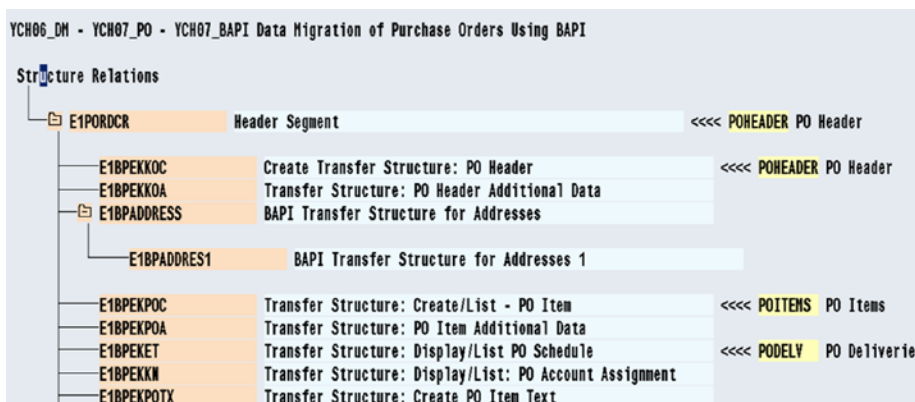 YCH06_DM - YCH07_PO - YCH07_BAPI Data Migration of Purchase Orders Using BAPI
Structure Relations
E1PORDCR Header Segment <<<< POHEADER PO Header
E1BPEKKOC Create Transfer Structure: PO Header <<<< POHEADER PO Header
E1BPEKKOA Transfer Structure: PO Header Additional Data
E1BPADDRESS BAPI Transfer Structure for Addresses
E1BPADDRES1 BAPI Transfer Structure for Addresses 1
E1BPEKPOC Transfer Structure: Create/List - PO Item <<<< POITEMS PO Items
E1BPEKPOA Transfer Structure: PO Item Additional Data
E1BPEKET Transfer Structure: Display/List PO Schedule <<<< PODELV PO Deliverie
E1BPEKKN Transfer Structure: Display/List: PO Account Assignment
E1BPEKPOTX Transfer Structure: Create PO Item Text